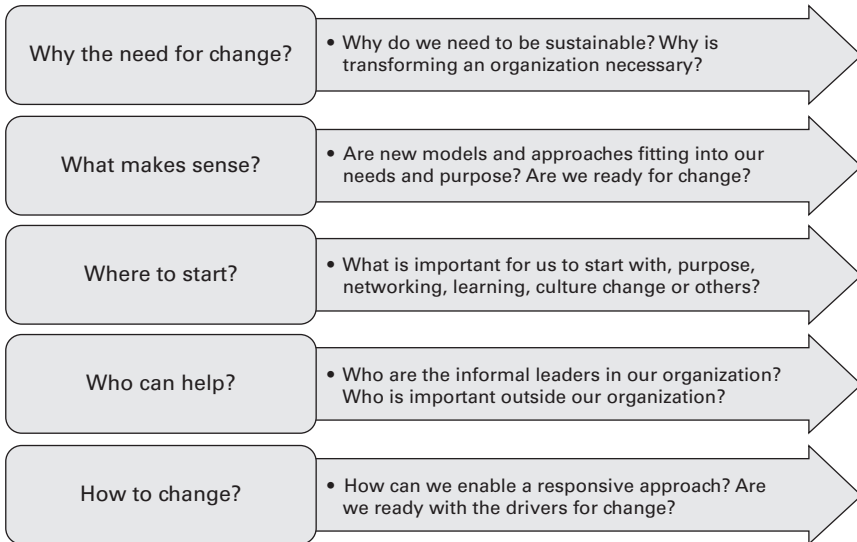 Why the need for change?
• Why do we need to be sustainable? Why is
transforming an organization necessary?
What makes sense?
• Are new models and approaches fitting into our
needs and purpose? Are we ready for change?
Where to start?
• What is important for us to start with, purpose,
networking, learning, culture change or others?
Who can help?
• Who are the informal leaders in our organization?
Who is important outside our organization?
How to change?
• How can we enable a responsive approach? Are
we ready with the drivers for change?